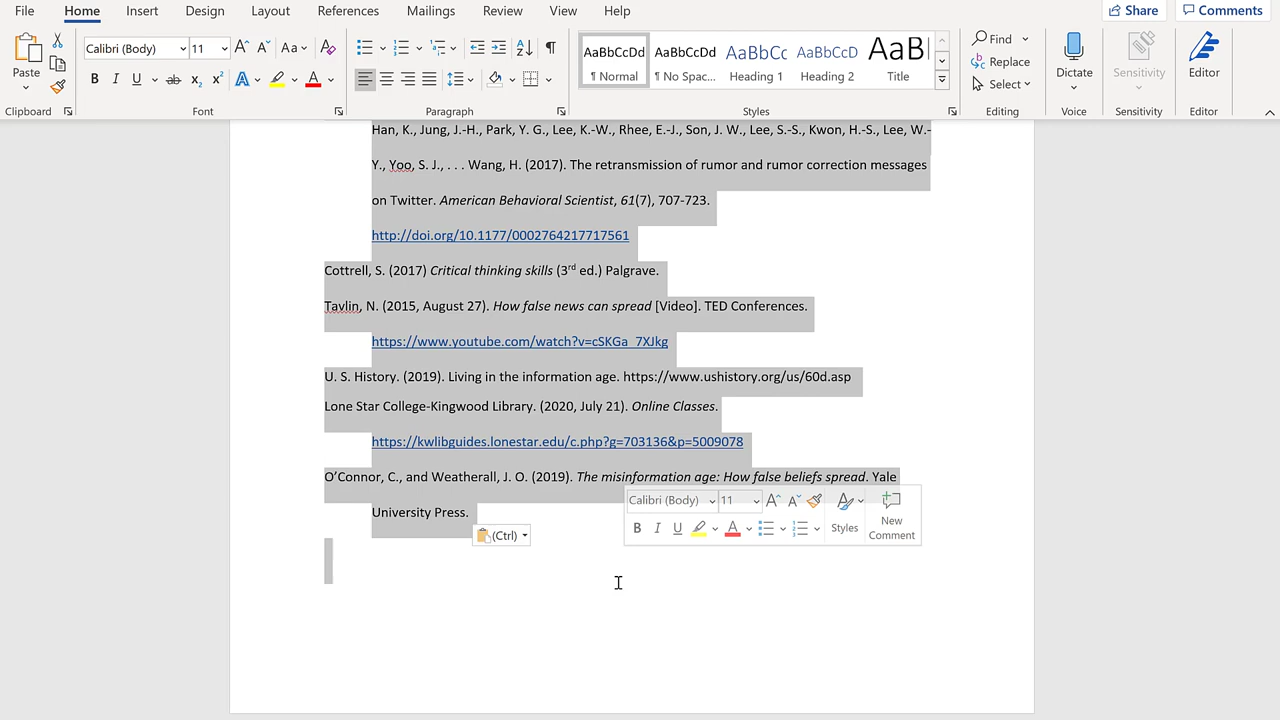 File Home Insert Design Layout References Mailings Review View Help Share Comments
Calibri (Body) 11 Aa
Paste
B I U ab x₂ x² A A
AaBbCcDd AaBbCcDd AaBbCc AaBbCcD AaB
¶ Normal ¶ No Spac... Heading 1 Heading 2 Title
Find
Replace
Select
Dictate Sensitivity Editor
Clipboard Font Paragraph Styles Editing Voice Sensitivity Editor
Han, K., Jung, J.-H., Park, Y. G., Lee, K.-W., Rhee, E.-J., Son, J. W., Lee, S.-S., Kwon, H.-S., Lee, W.-
Y., Yoo, S. J., . . . Wang, H. (2017). The retransmission of rumor and rumor correction messages
on Twitter. American Behavioral Scientist, 61(7), 707-723.
http://doi.org/10.1177/0002764217717561
Cottrell, S. (2017) Critical thinking skills (3rd ed.) Palgrave.
Tavlin, N. (2015, August 27). How false news can spread [Video]. TED Conferences.
https://www.youtube.com/watch?v=cSKGa_7XJkg
U. S. History. (2019). Living in the information age. https://www.ushistory.org/us/60d.asp
Lone Star College-Kingwood Library. (2020, July 21). Online Classes.
https://kwlibguides.lonestar.edu/c.php?g=703136&p=5009078
O’Connor, C., and Weatherall, J. O. (2019). The misinformation age: How false beliefs spread. Yale
University Press.
(Ctrl)
Calibri (Body) 11
B I U A Styles New
Comment